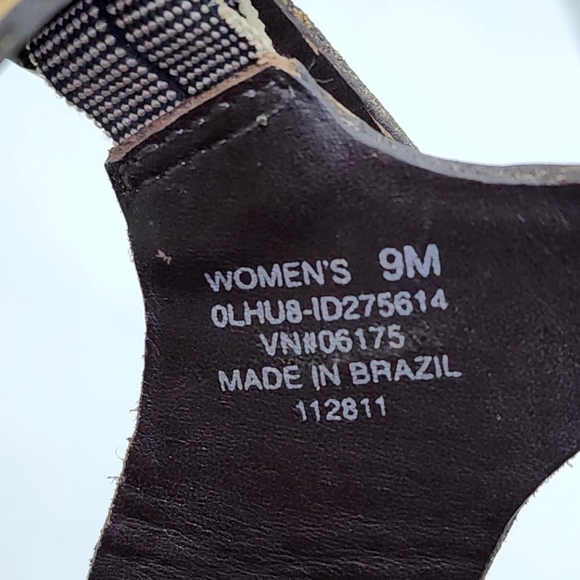 WOMEN'S 9M
0LHU8-ID275614
VN#06175
MADE IN BRAZIL
112811